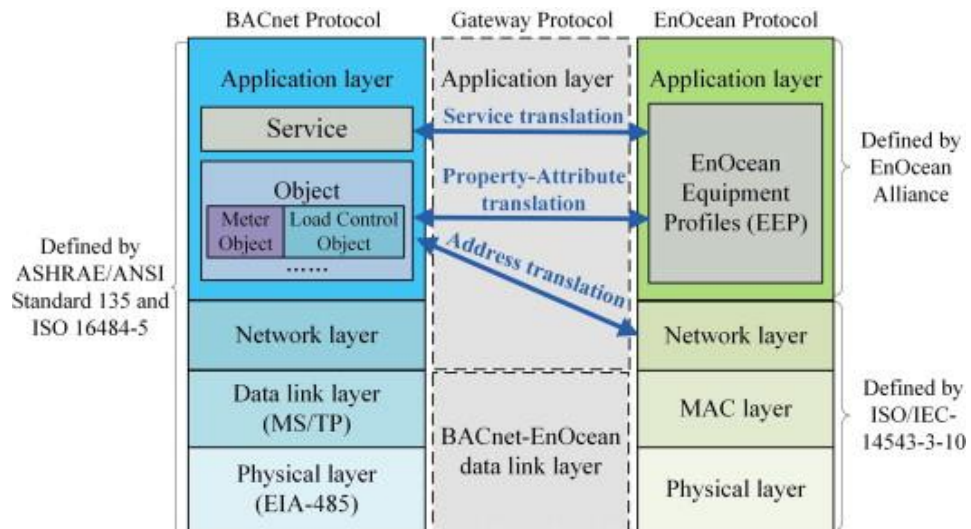 BACnet Protocol
Gateway Protocol
EnOcean Protocol
Application layer
Application layer
Application layer
Service
Service translation
Object
Property-Attribute
translation
Meter
Object
Load Control
Object
......
Address translation
EnOcean
Equipment
Profiles (EEP)
Defined by
EnOcean
Alliance
Defined by
ASHRAE/ANSI
Standard 135 and
ISO 16484-5
Network layer
Network layer
Data link layer
(MS/TP)
BACnet-EnOcean
data link layer
MAC layer
Defined by
ISO/IEC-
14543-3-10
Physical layer
(EIA-485)
Physical layer